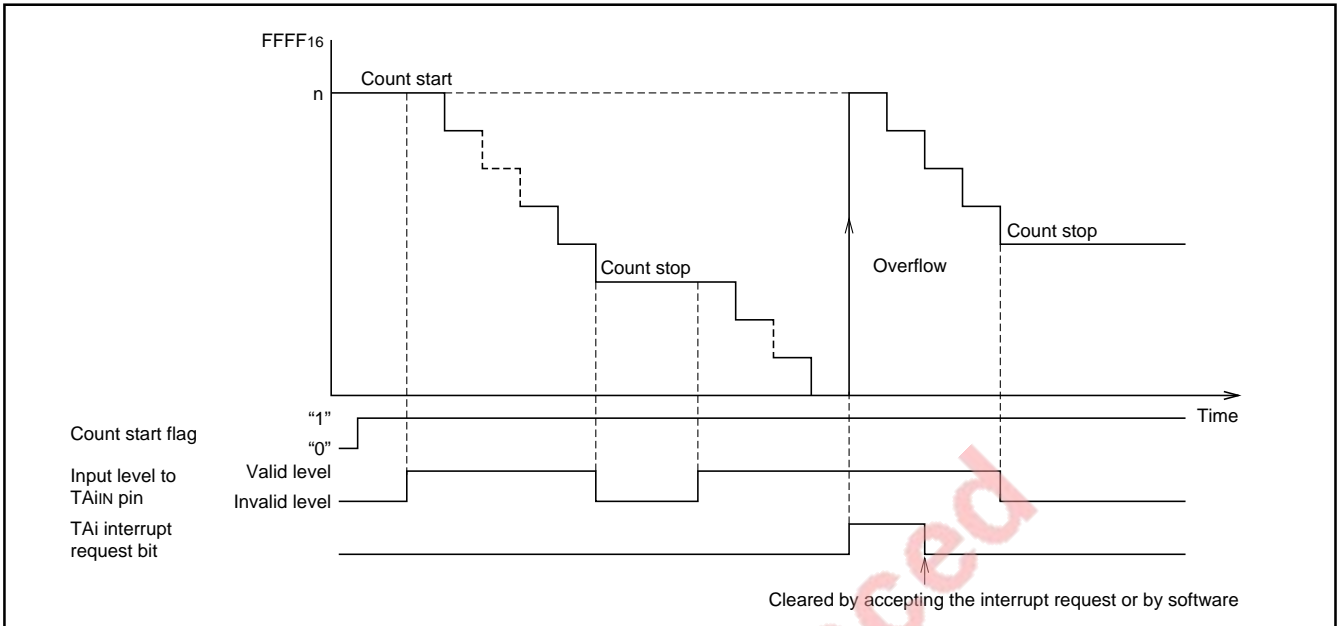 FFFF16
n
Count start
Count stop
Overflow
Count stop
Time
Count start flag
“1”
“0”
Input level to
TAiIN pin
Valid level
Invalid level
TAi interrupt
request bit
Cleared by accepting the interrupt request or by software
nced